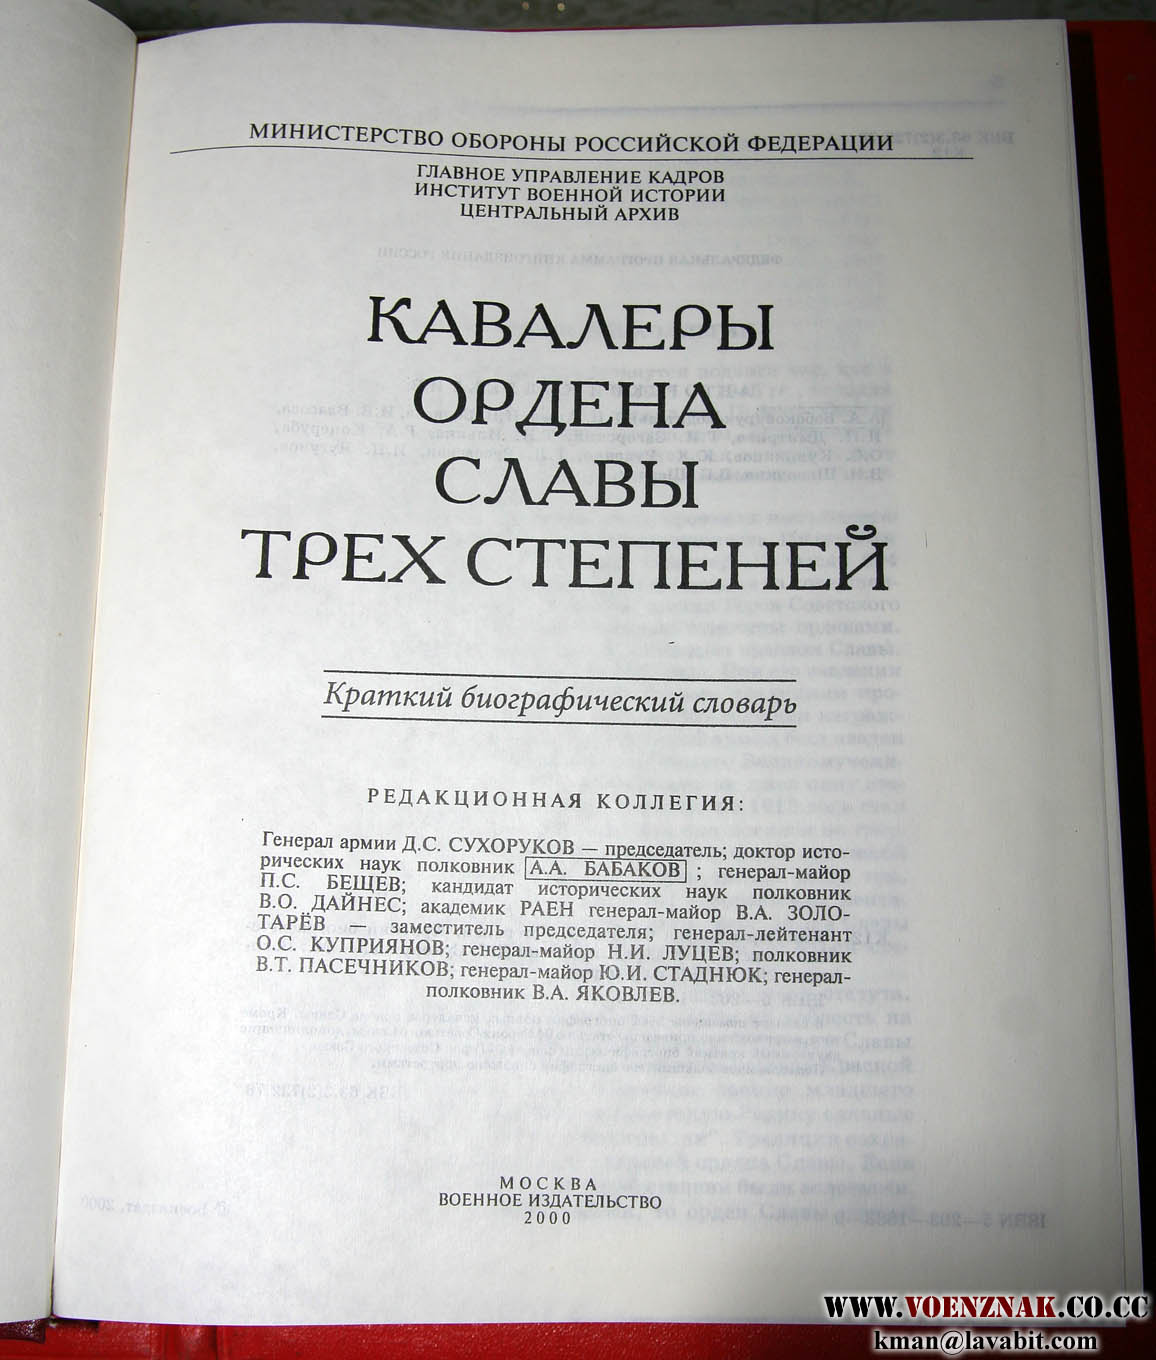 МИНИСТЕРСТВО ОБОРОНЫ РОССИЙСКОЙ ФЕДЕРАЦИИ
ГЛАВНОЕ УПРАВЛЕНИЕ КАДРОВ
ИНСТИТУТ ВОЕННОЙ ИСТОРИИ
ЦЕНТРАЛЬНЫЙ АРХИВ
КАВАЛЕРЫ
ОРДЕНА
СЛАВЫ
ТРЕХ СТЕПЕНЕЙ
Краткий биографический словарь
РЕДАКЦИОННАЯ КОЛЛЕГИЯ:
Генерал армии Д.С. СУХОРУКОВ — председатель; доктор исто-
рических наук полковник А.А. БАБАКОВ ; генерал-майор
П.С. БЕЩЕВ; кандидат исторических наук полковник
В.О. ДАЙНЕС; академик РАЕН генерал-майор В.А. ЗОЛО-
ТАРЁВ — заместитель председателя; генерал-лейтенант
О.С. КУПРИЯНОВ; генерал-майор Н.И. ЛУЦЕВ; полковник
В.Т. ПАСЕЧНИКОВ; генерал-майор Ю.И. СТАДНЮК; генерал-
полковник В.А. ЯКОВЛЕВ.
МОСКВА
ВОЕННОЕ ИЗДАТЕЛЬСТВО
2000
WWW.VOENZNAK.CO.CC
kman@lavabit.com